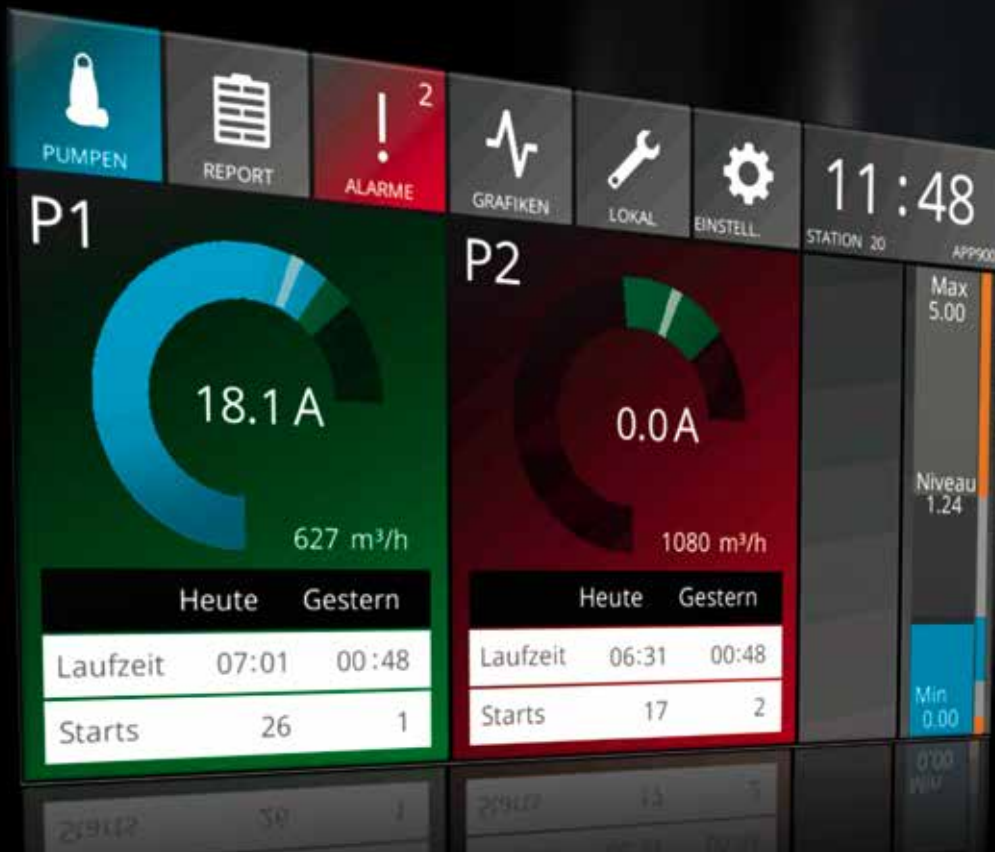 PUMPEN
REPORT
2
ALARME
GRAFIKEN
LOKAL
EINSTELL.
11:48
STATION 20
APP900
P1
18.1 A
627 m³/h
Heute Gestern
Laufzeit 07:01 00:48
Starts 26 1
P2
0.0 A
1080 m³/h
Heute Gestern
Laufzeit 06:31 00:48
Starts 17 2
Max
5.00
Niveau
1.24
Min
0.00